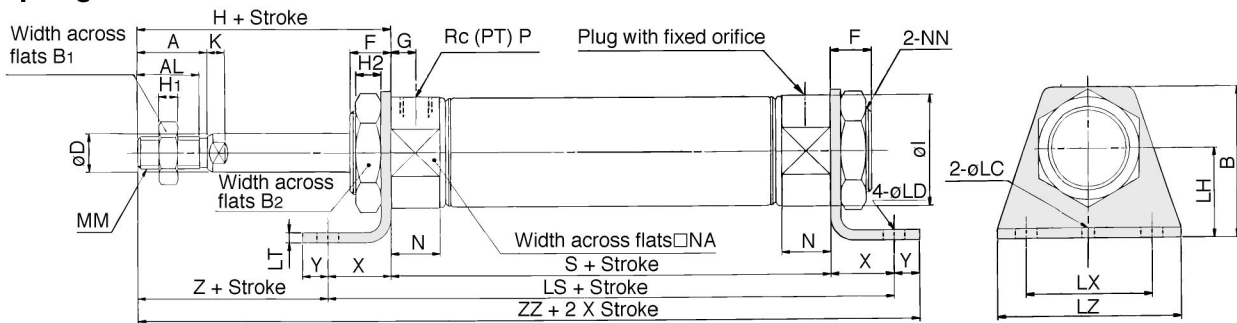 H + Stroke
Width across
flats B1
A
K
F
G
Rc (PT) P
Plug with fixed orifice
F
2-NN
AL
H1
H2
øD
øI
B
LH
2-øLC
4-øLD
Width across
flats B2
MM
LT
N
Width across flats□NA
N
Y
X
S + Stroke
X
Y
LX
Z + Stroke
LS + Stroke
LZ
ZZ + 2 X Stroke